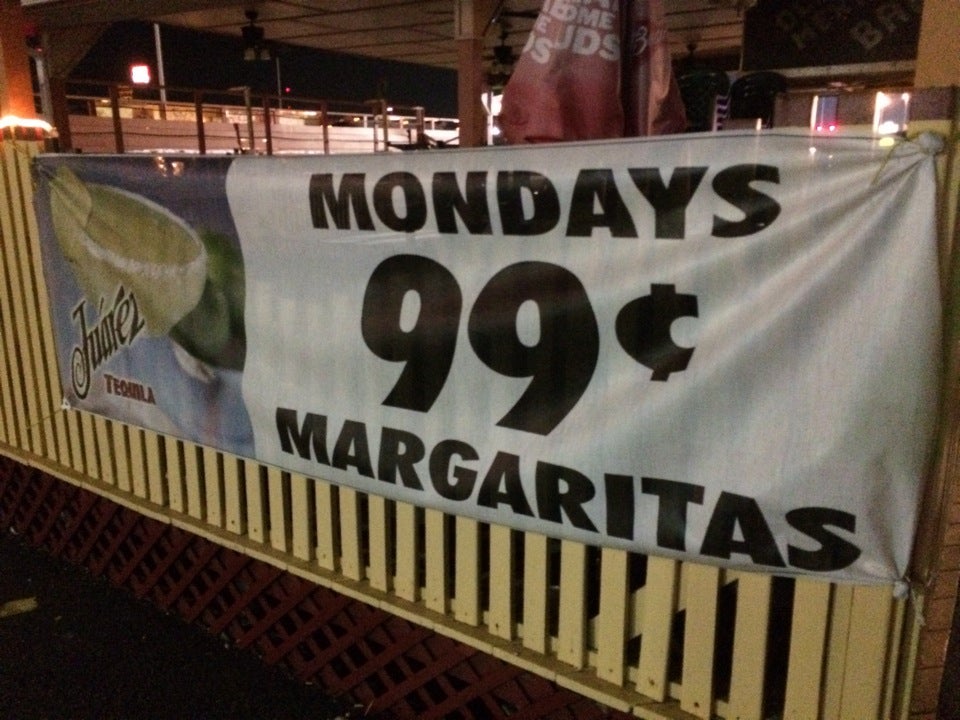 MONDAYS
99¢
MARGARITAS
Juárez
TEQUILA